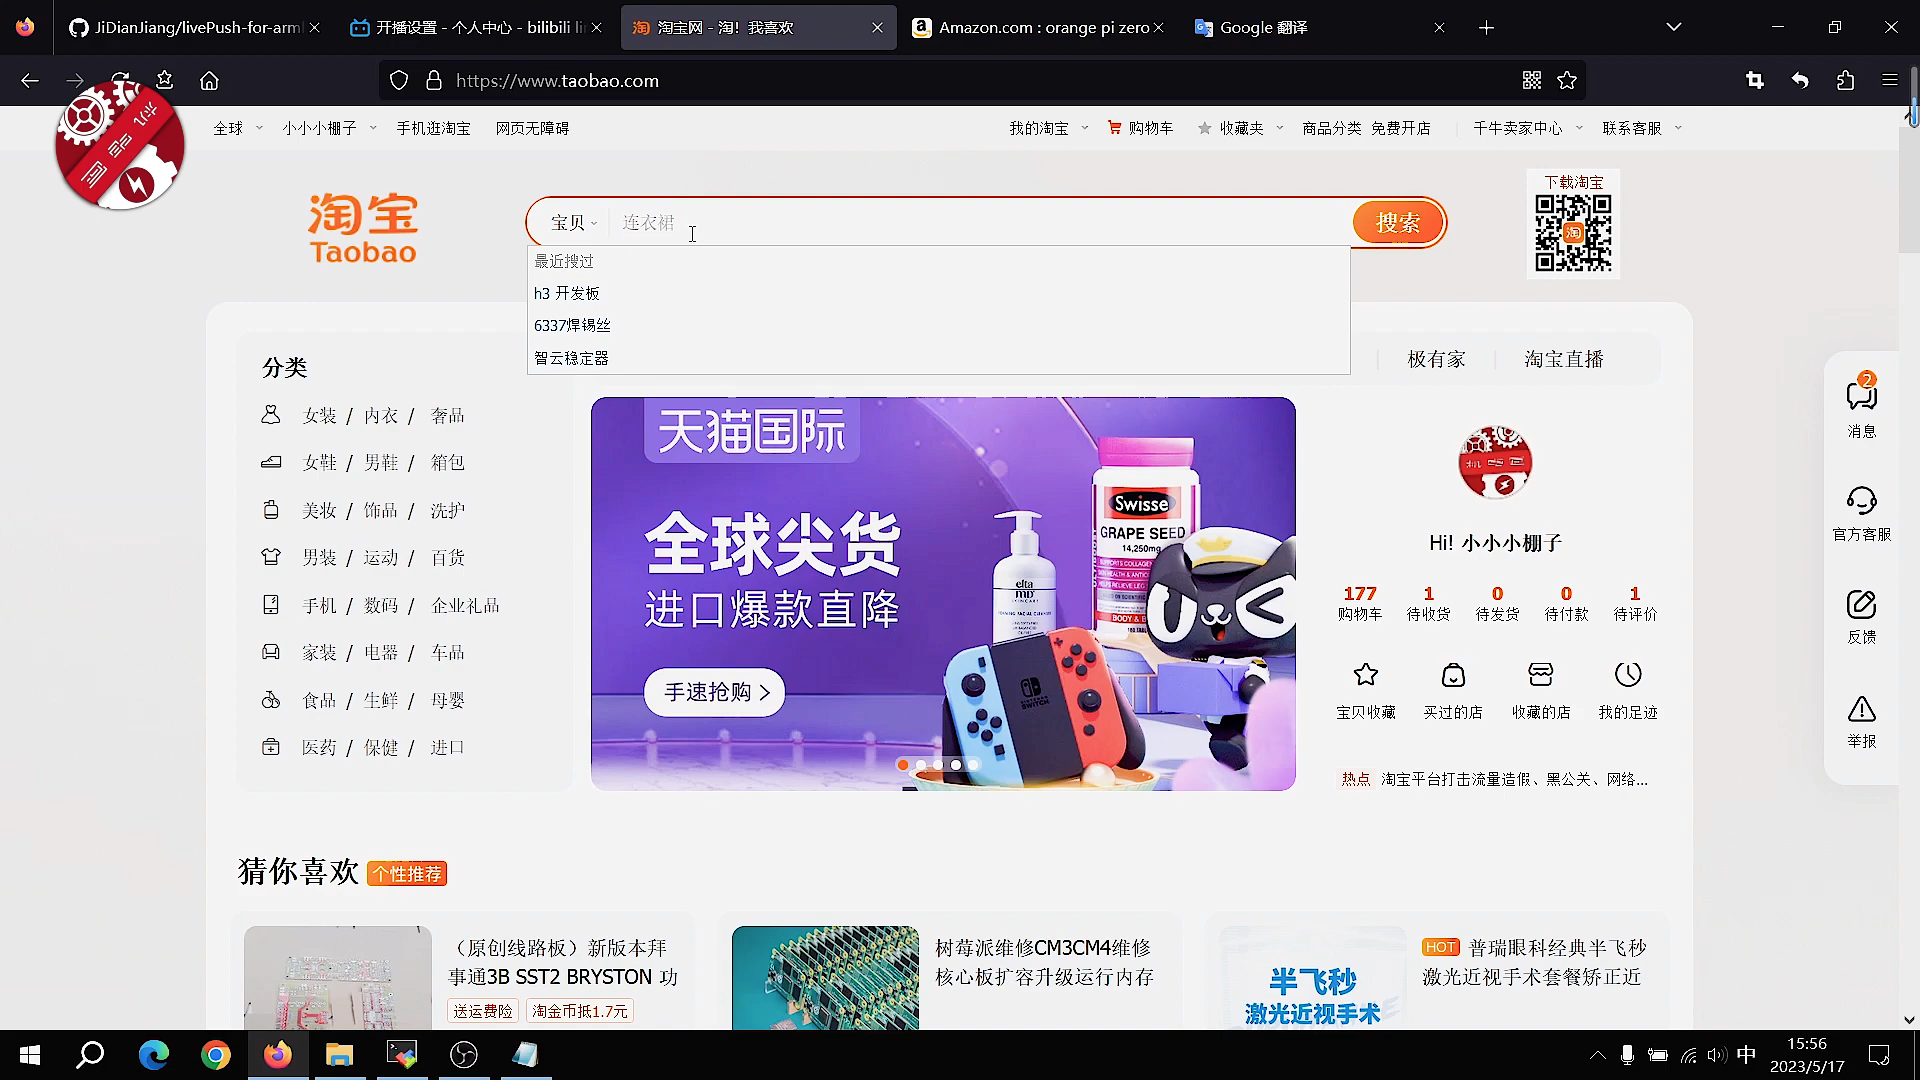 JiDianJiang/livePush-for-arml
开播设置 - 个人中心 - bilibili li
淘宝网 - 淘！我喜欢
Amazon.com : orange pi zero
Google 翻译
https://www.taobao.com
全球
小小小棚子
手机逛淘宝
网页无障碍
我的淘宝
购物车
收藏夹
商品分类
免费开店
千牛卖家中心
联系客服
淘宝
Taobao
宝贝
连衣裙
搜索
下载淘宝
淘
最近搜过
h3 开发板
6337焊锡丝
智云稳定器
极有家
淘宝直播
分类
女装 / 内衣 / 奢品
女鞋 / 男鞋 / 箱包
美妆 / 饰品 / 洗护
男装 / 运动 / 百货
手机 / 数码 / 企业礼品
家装 / 电器 / 车品
食品 / 生鲜 / 母婴
医药 / 保健 / 进口
天猫国际
全球尖货
进口爆款直降
手速抢购 >
Swisse
GRAPE SEED
14,250mg
efta
MD
NINTENDO
SWITCH
Hi! 小小小棚子
177 1 0 0 1
购物车 待收货 待发货 待付款 待评价
宝贝收藏 买过的店 收藏的店 我的足迹
热点 淘宝平台打击流量造假、黑公关、网络...
2
消息
官方客服
反馈
举报
猜你喜欢 个性推荐
（原创线路板）新版本拜
事通3B SST2 BRYSTON 功
送运费险 淘金币抵1.7元
树莓派维修CM3CM4维修
核心板扩容升级运行内存
半飞秒
激光近视手术
HOT 普瑞眼科经典半飞秒
激光近视手术套餐矫正近
中
15:56
2023/5/17